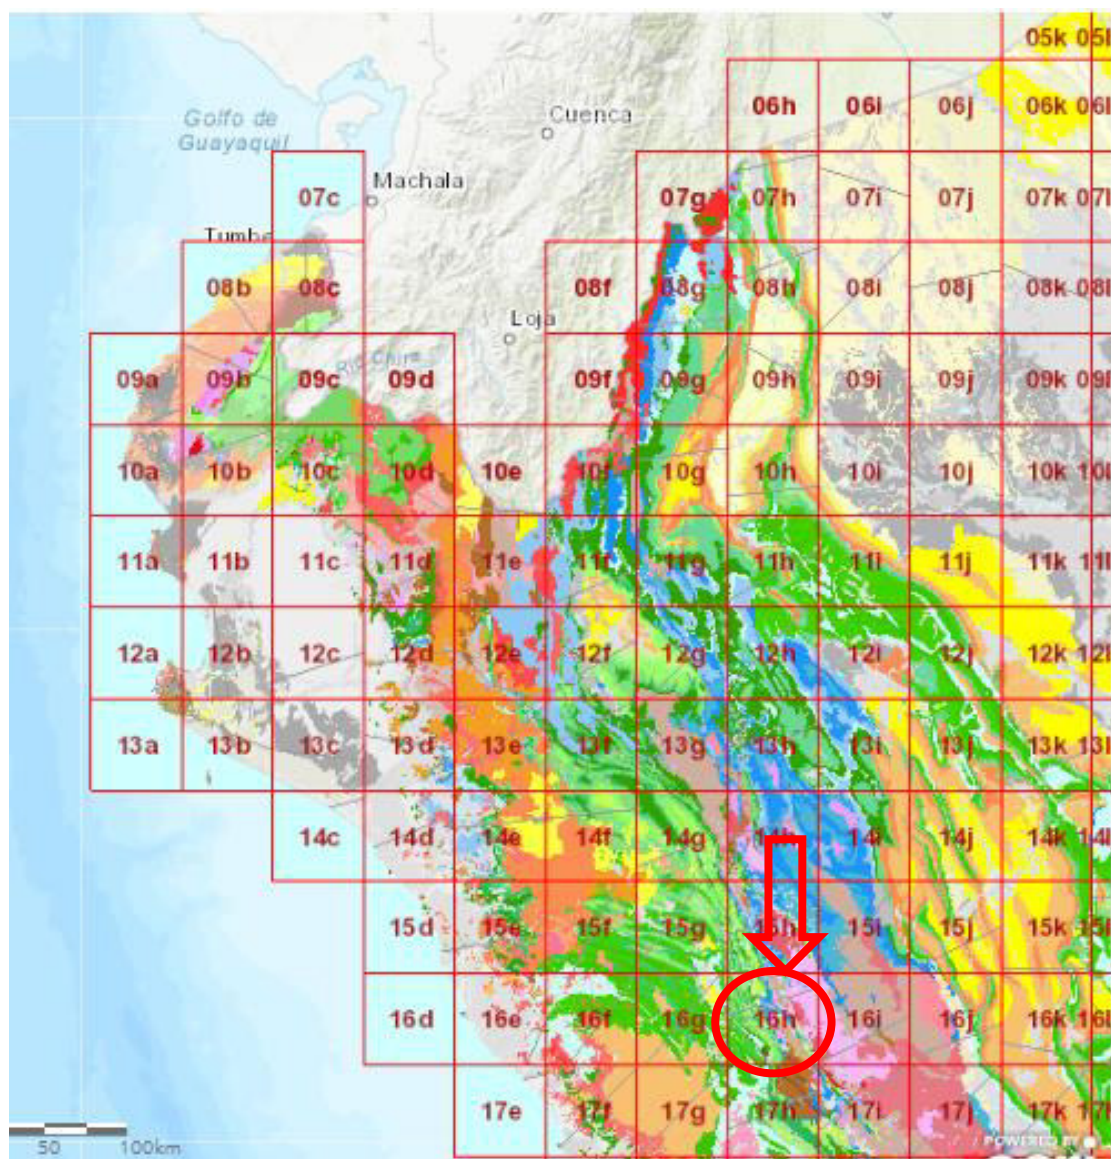 05k 05l
06h 06i 06j 06k 06l
Golfo de
Guayaquil
Cuenca
07c
Machala
07g 07h 07i 07j 07k 07l
Tumbe
08b 08c 08f 08g 08h 08i 08j 08k 08l
Loja
Rio Chira
09a 09b 09c 09d 09f 09g 09h 09i 09j 09k 09l
10a 10b 10c 10d 10e 10f 10g 10h 10i 10j 10k 10l
11a 11b 11c 11d 11e 11f 11g 11h 11i 11j 11k 11l
12a 12b 12c 12d 12e 12f 12g 12h 12i 12j 12k 12l
13a 13b 13c 13d 13e 13f 13g 13h 13i 13j 13k 13l
14c 14d 14e 14f 14g 14h 14i 14j 14k 14l
15d 15e 15f 15g 15h 15i 15j 15k 15l
16d 16e 16f 16g 16h 16i 16j 16k 16l
17e 17f 17g 17h 17i 17j 17k 17l
50 100km
POWERED BY